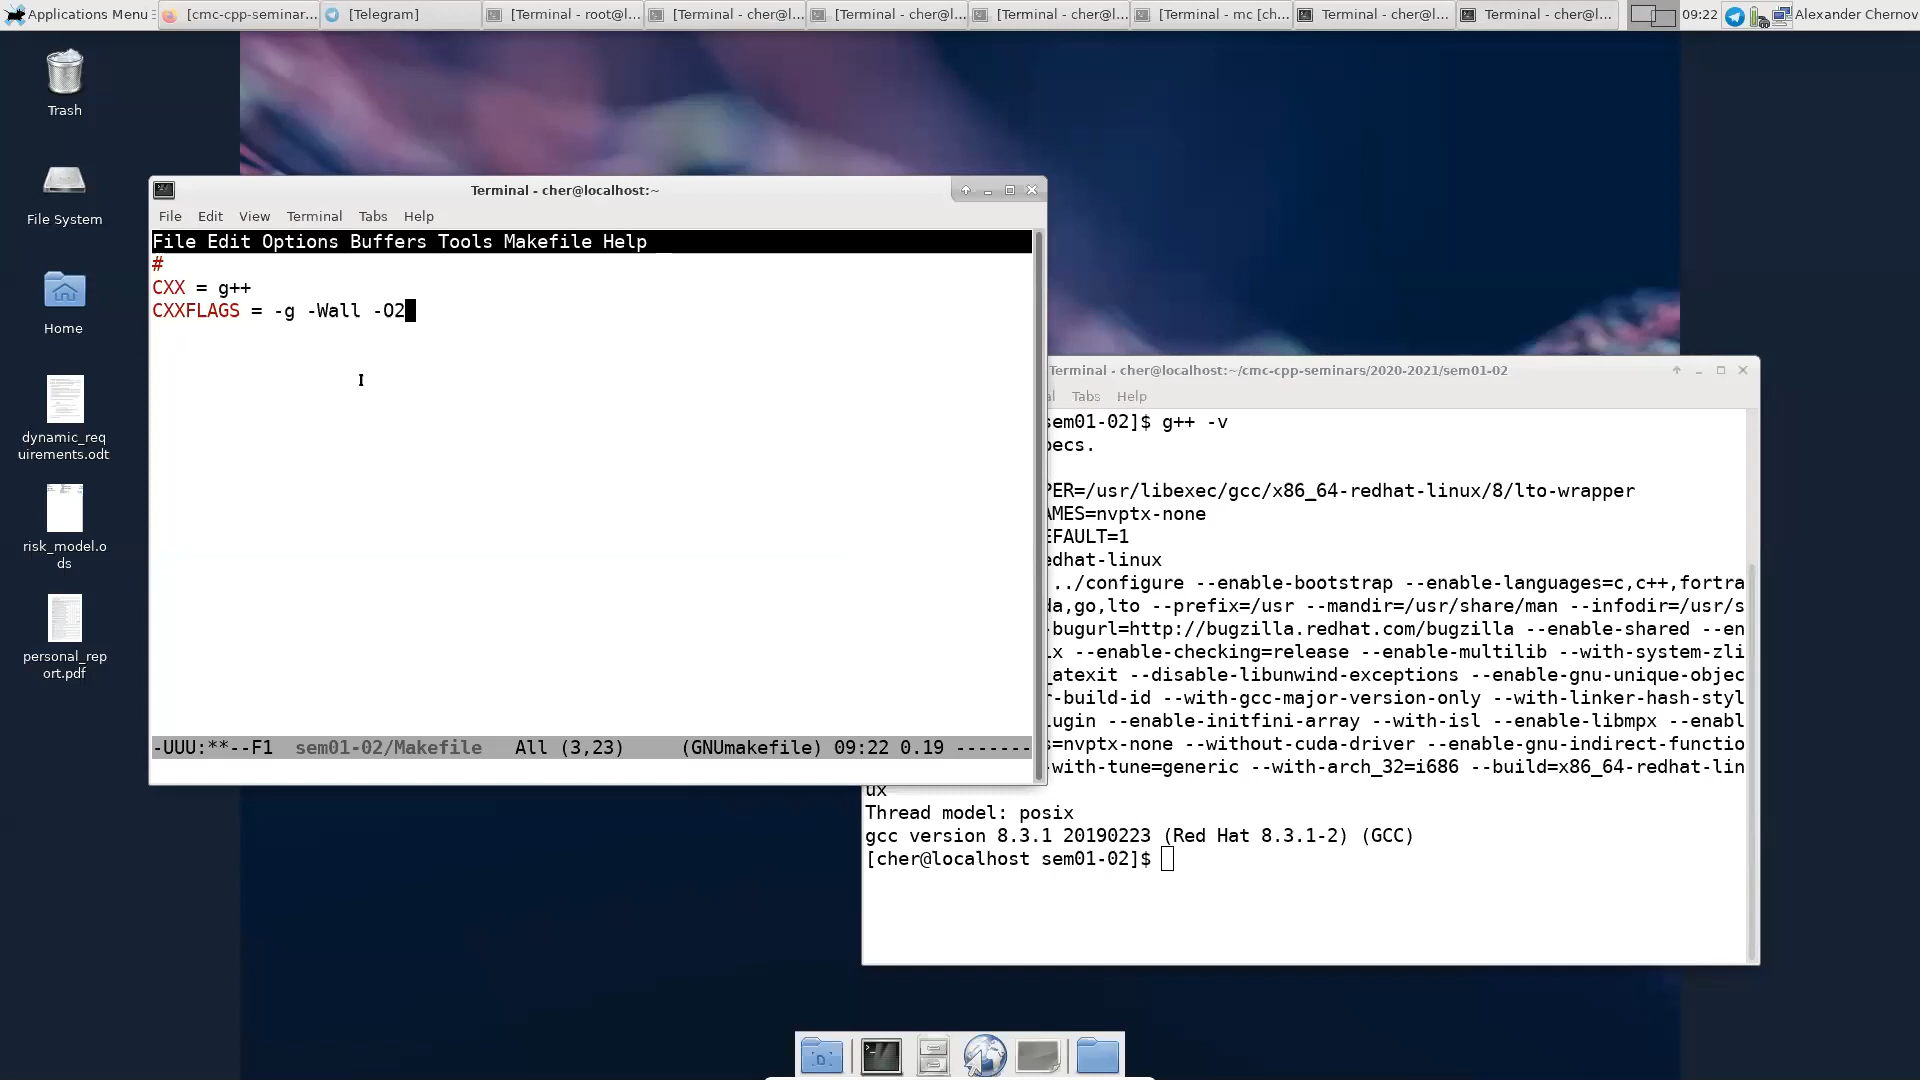 Applications Menu
[cmc-cpp-seminar...
[Telegram]
[Terminal - root@l...
[Terminal - cher@l...
[Terminal - cher@l...
[Terminal - cher@l...
[Terminal - mc [ch...
Terminal - cher@l...
Terminal - cher@l...
09:22
Alexander Chernov
Trash
File System
Home
dynamic_req
uirements.odt
risk_model.o
ds
personal_rep
ort.pdf
Terminal - cher@localhost:~
File Edit View Terminal Tabs Help
File Edit Options Buffers Tools Makefile Help
#
CXX = g++
CXXFLAGS = -g -Wall -O2
-UUU:**--F1 sem01-02/Makefile All (3,23) (GNUmakefile) 09:22 0.19 -------
Terminal - cher@localhost:~/cmc-cpp-seminars/2020-2021/sem01-02
al Tabs Help
sem01-02]$ g++ -v
pecs.
PER=/usr/libexec/gcc/x86_64-redhat-linux/8/lto-wrapper
AMES=nvptx-none
EFAULT=1
edhat-linux
../configure --enable-bootstrap --enable-languages=c,c++,fortra
da,go,lto --prefix=/usr --mandir=/usr/share/man --infodir=/usr/s
-bugurl=http://bugzilla.redhat.com/bugzilla --enable-shared --en
ix --enable-checking=release --enable-multilib --with-system-zli
_atexit --disable-libunwind-exceptions --enable-gnu-unique-objec
r-build-id --with-gcc-major-version-only --with-linker-hash-styl
lugin --enable-initfini-array --with-isl --enable-libmpx --enabl
s=nvptx-none --without-cuda-driver --enable-gnu-indirect-functio
with-tune=generic --with-arch_32=i686 --build=x86_64-redhat-lin
ux
Thread model: posix
gcc version 8.3.1 20190223 (Red Hat 8.3.1-2) (GCC)
[cher@localhost sem01-02]$